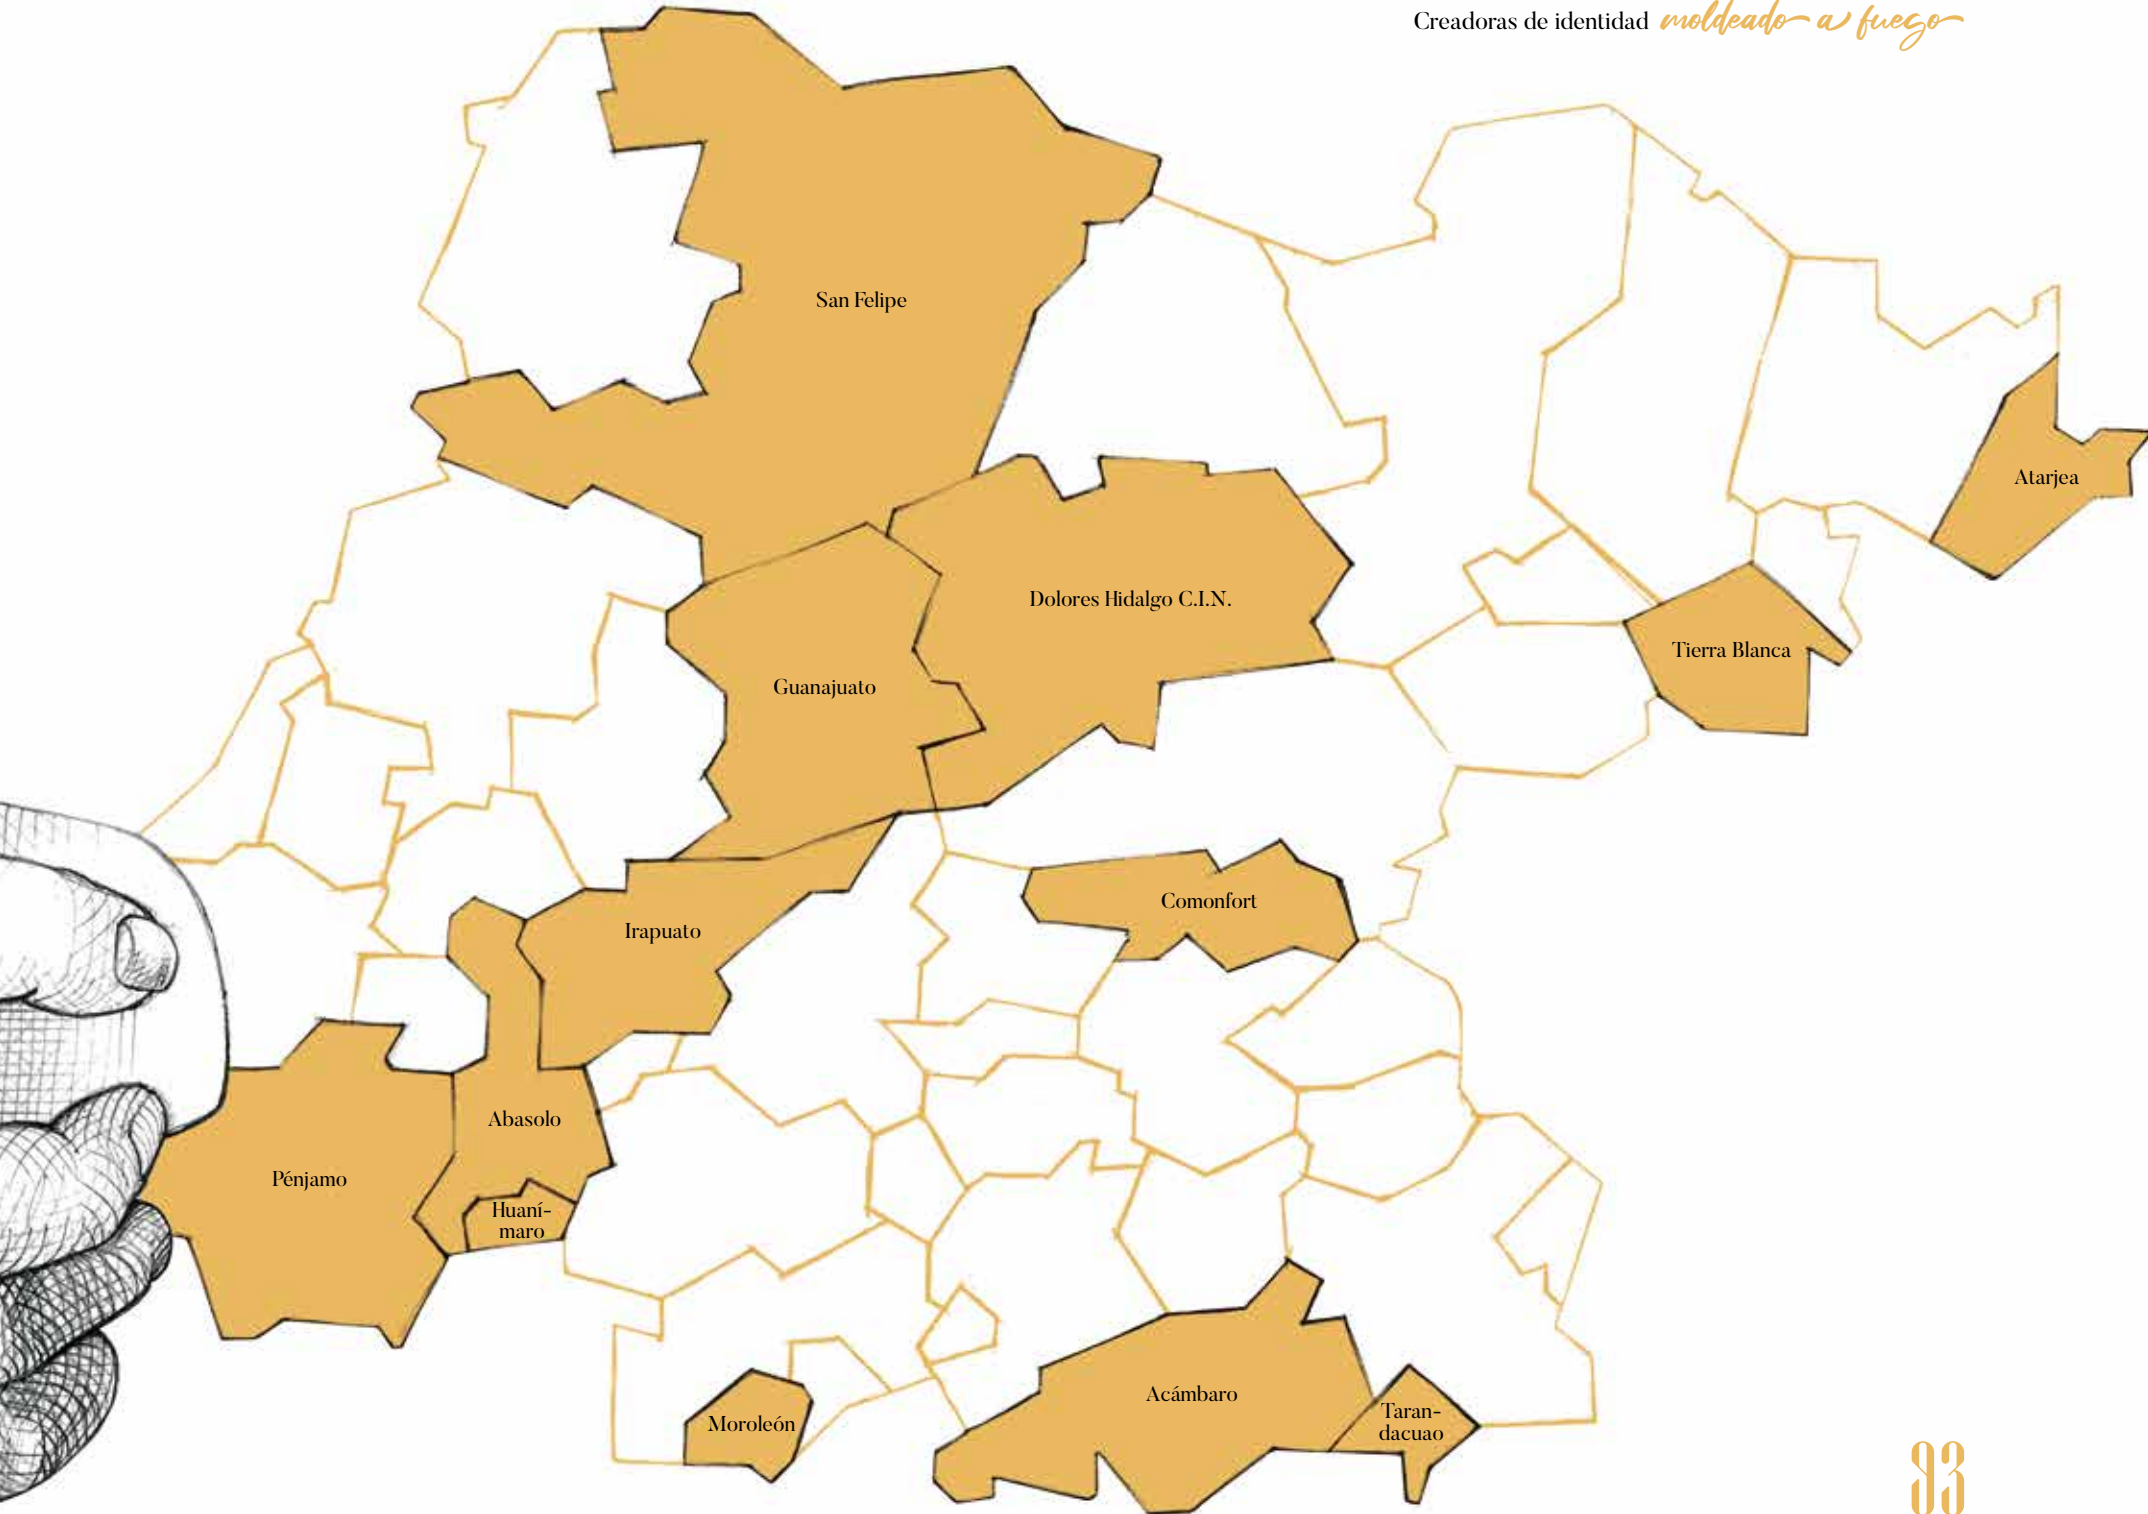 Creadoras de identidad moldeado a fuego
San Felipe
Atarjea
Dolores Hidalgo C.I.N.
Tierra Blanca
Guanajuato
Comonfort
Irapuato
Abasolo
Pénjamo
Huaní-
maro
Acámbaro
Moroleón
Taran-
dacuao
93